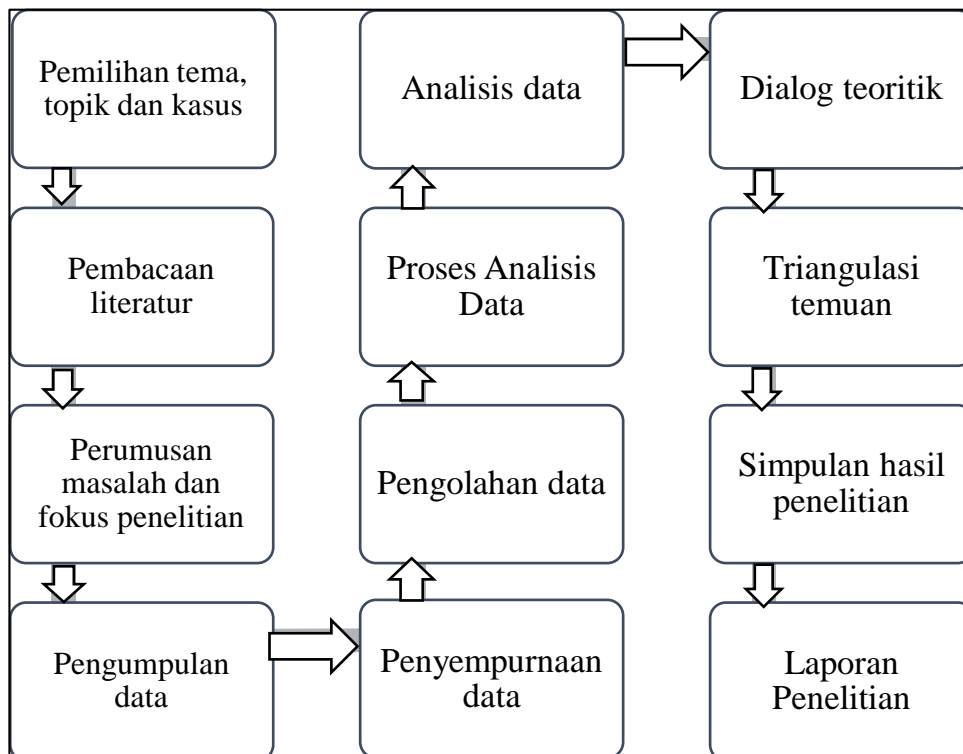 Pemilihan tema,
topik dan kasus
Pembacaan
literatur
Perumusan
masalah dan
fokus penelitian
Pengumpulan
data
Penyempurnaan
data
Pengolahan data
Proses Analisis
Data
Analisis data
Dialog teoritik
Triangulasi
temuan
Simpulan hasil
penelitian
Laporan
Penelitian